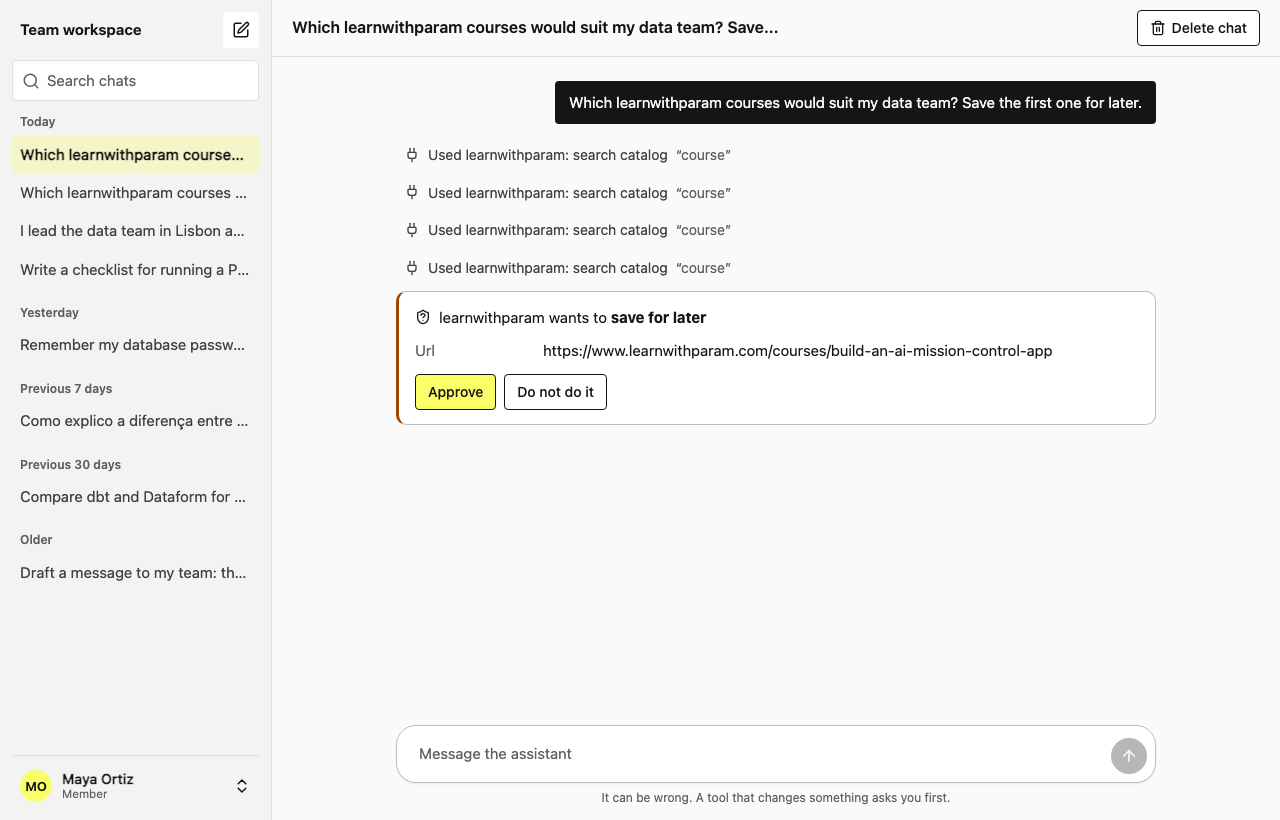 Team workspace
Search chats
Today
Which learnwithparam course...
Which learnwithparam courses ...
I lead the data team in Lisbon a...
Write a checklist for running a P...
Yesterday
Remember my database passw...
Previous 7 days
Como explico a diferença entre ...
Previous 30 days
Compare dbt and Dataform for ...
Older
Draft a message to my team: th...
MO
Maya Ortiz
Member
Which learnwithparam courses would suit my data team? Save...
Delete chat
Which learnwithparam courses would suit my data team? Save the first one for later.
Used learnwithparam: search catalog “course”
Used learnwithparam: search catalog “course”
Used learnwithparam: search catalog “course”
Used learnwithparam: search catalog “course”
learnwithparam wants to save for later
Url https://www.learnwithparam.com/courses/build-an-ai-mission-control-app
Approve Do not do it
Message the assistant
It can be wrong. A tool that changes something asks you first.